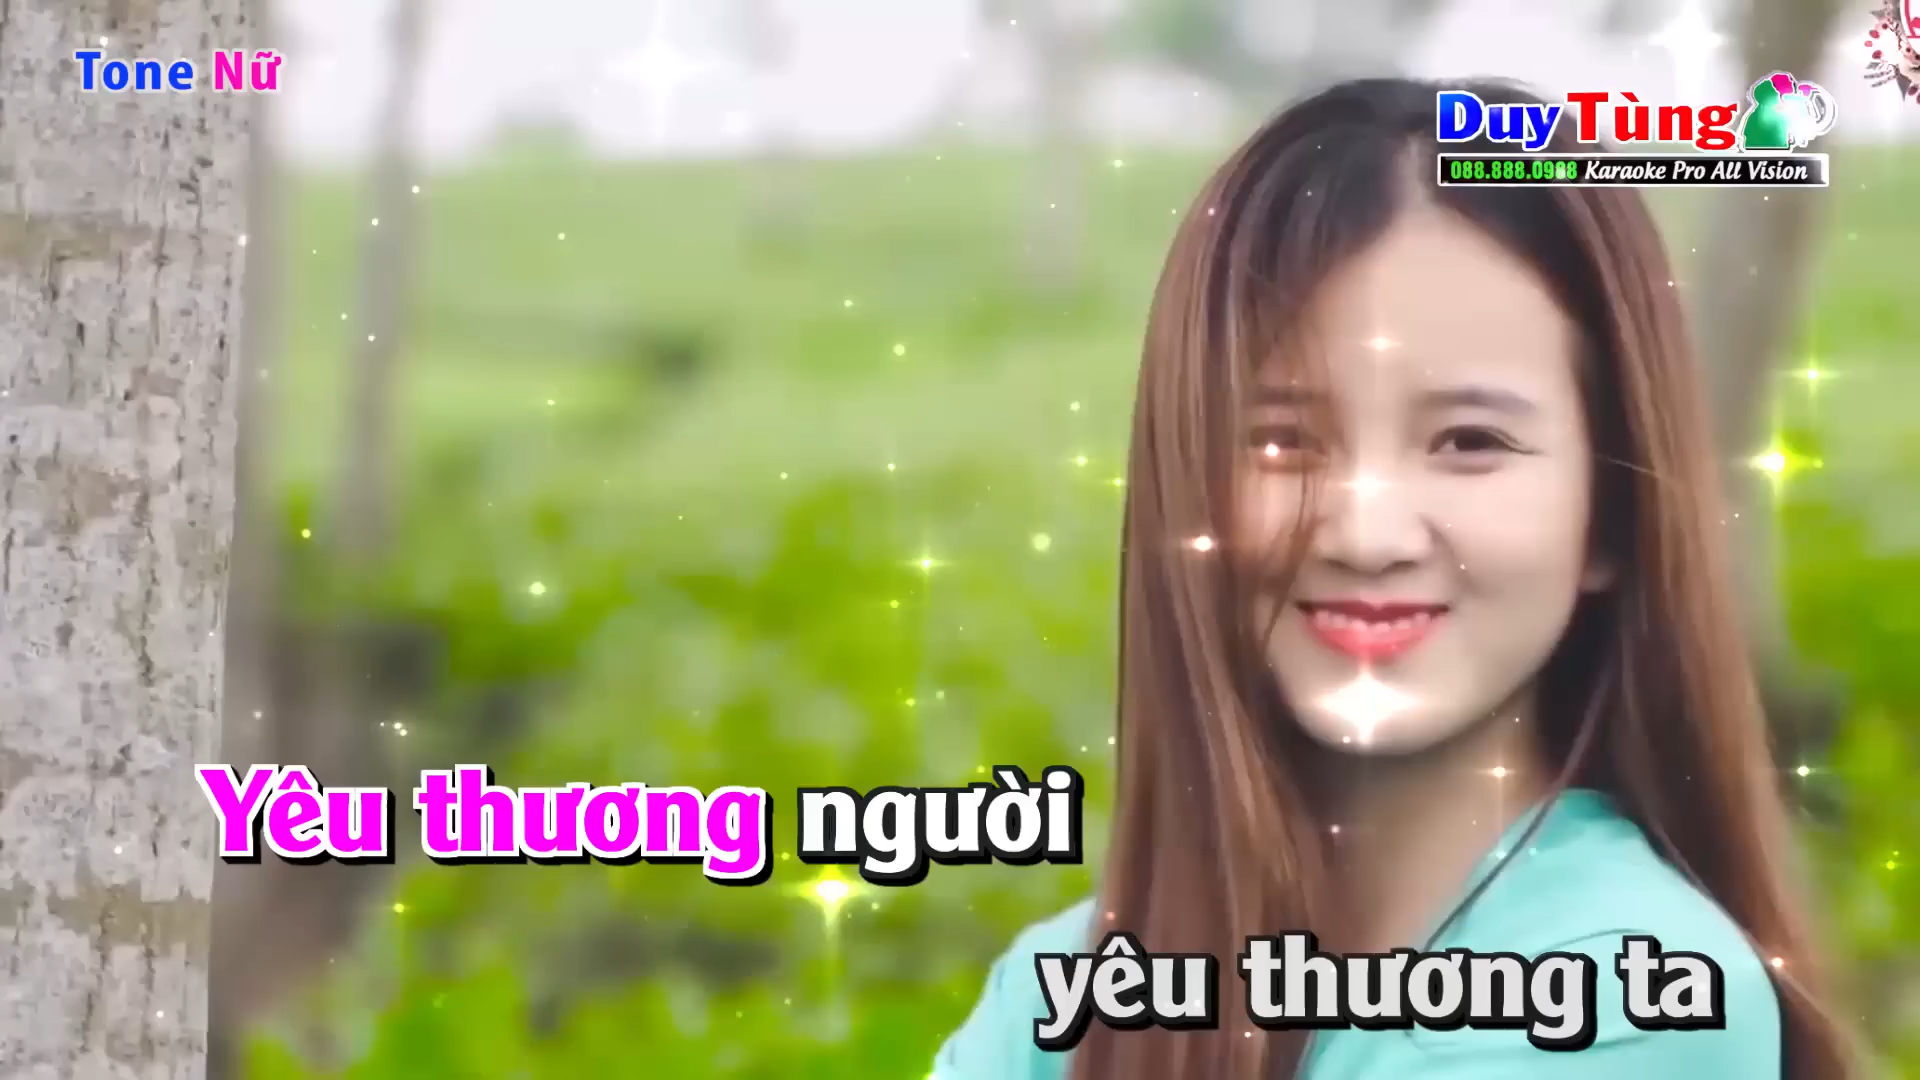 Tone Nữ
Duy Tùng
088.888.0988 Karaoke Pro All Vision
Yêu thương người
yêu thương ta